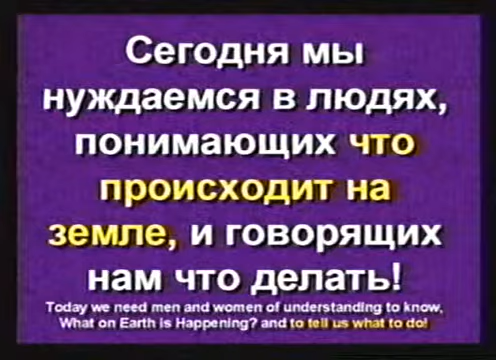 Сегодня мы
нуждаемся в людях,
понимающих что
происходит на
земле, и говорящих
нам что делать!
Today we need men and women of understanding to know,
What on Earth is Happening? and to tell us what to do!